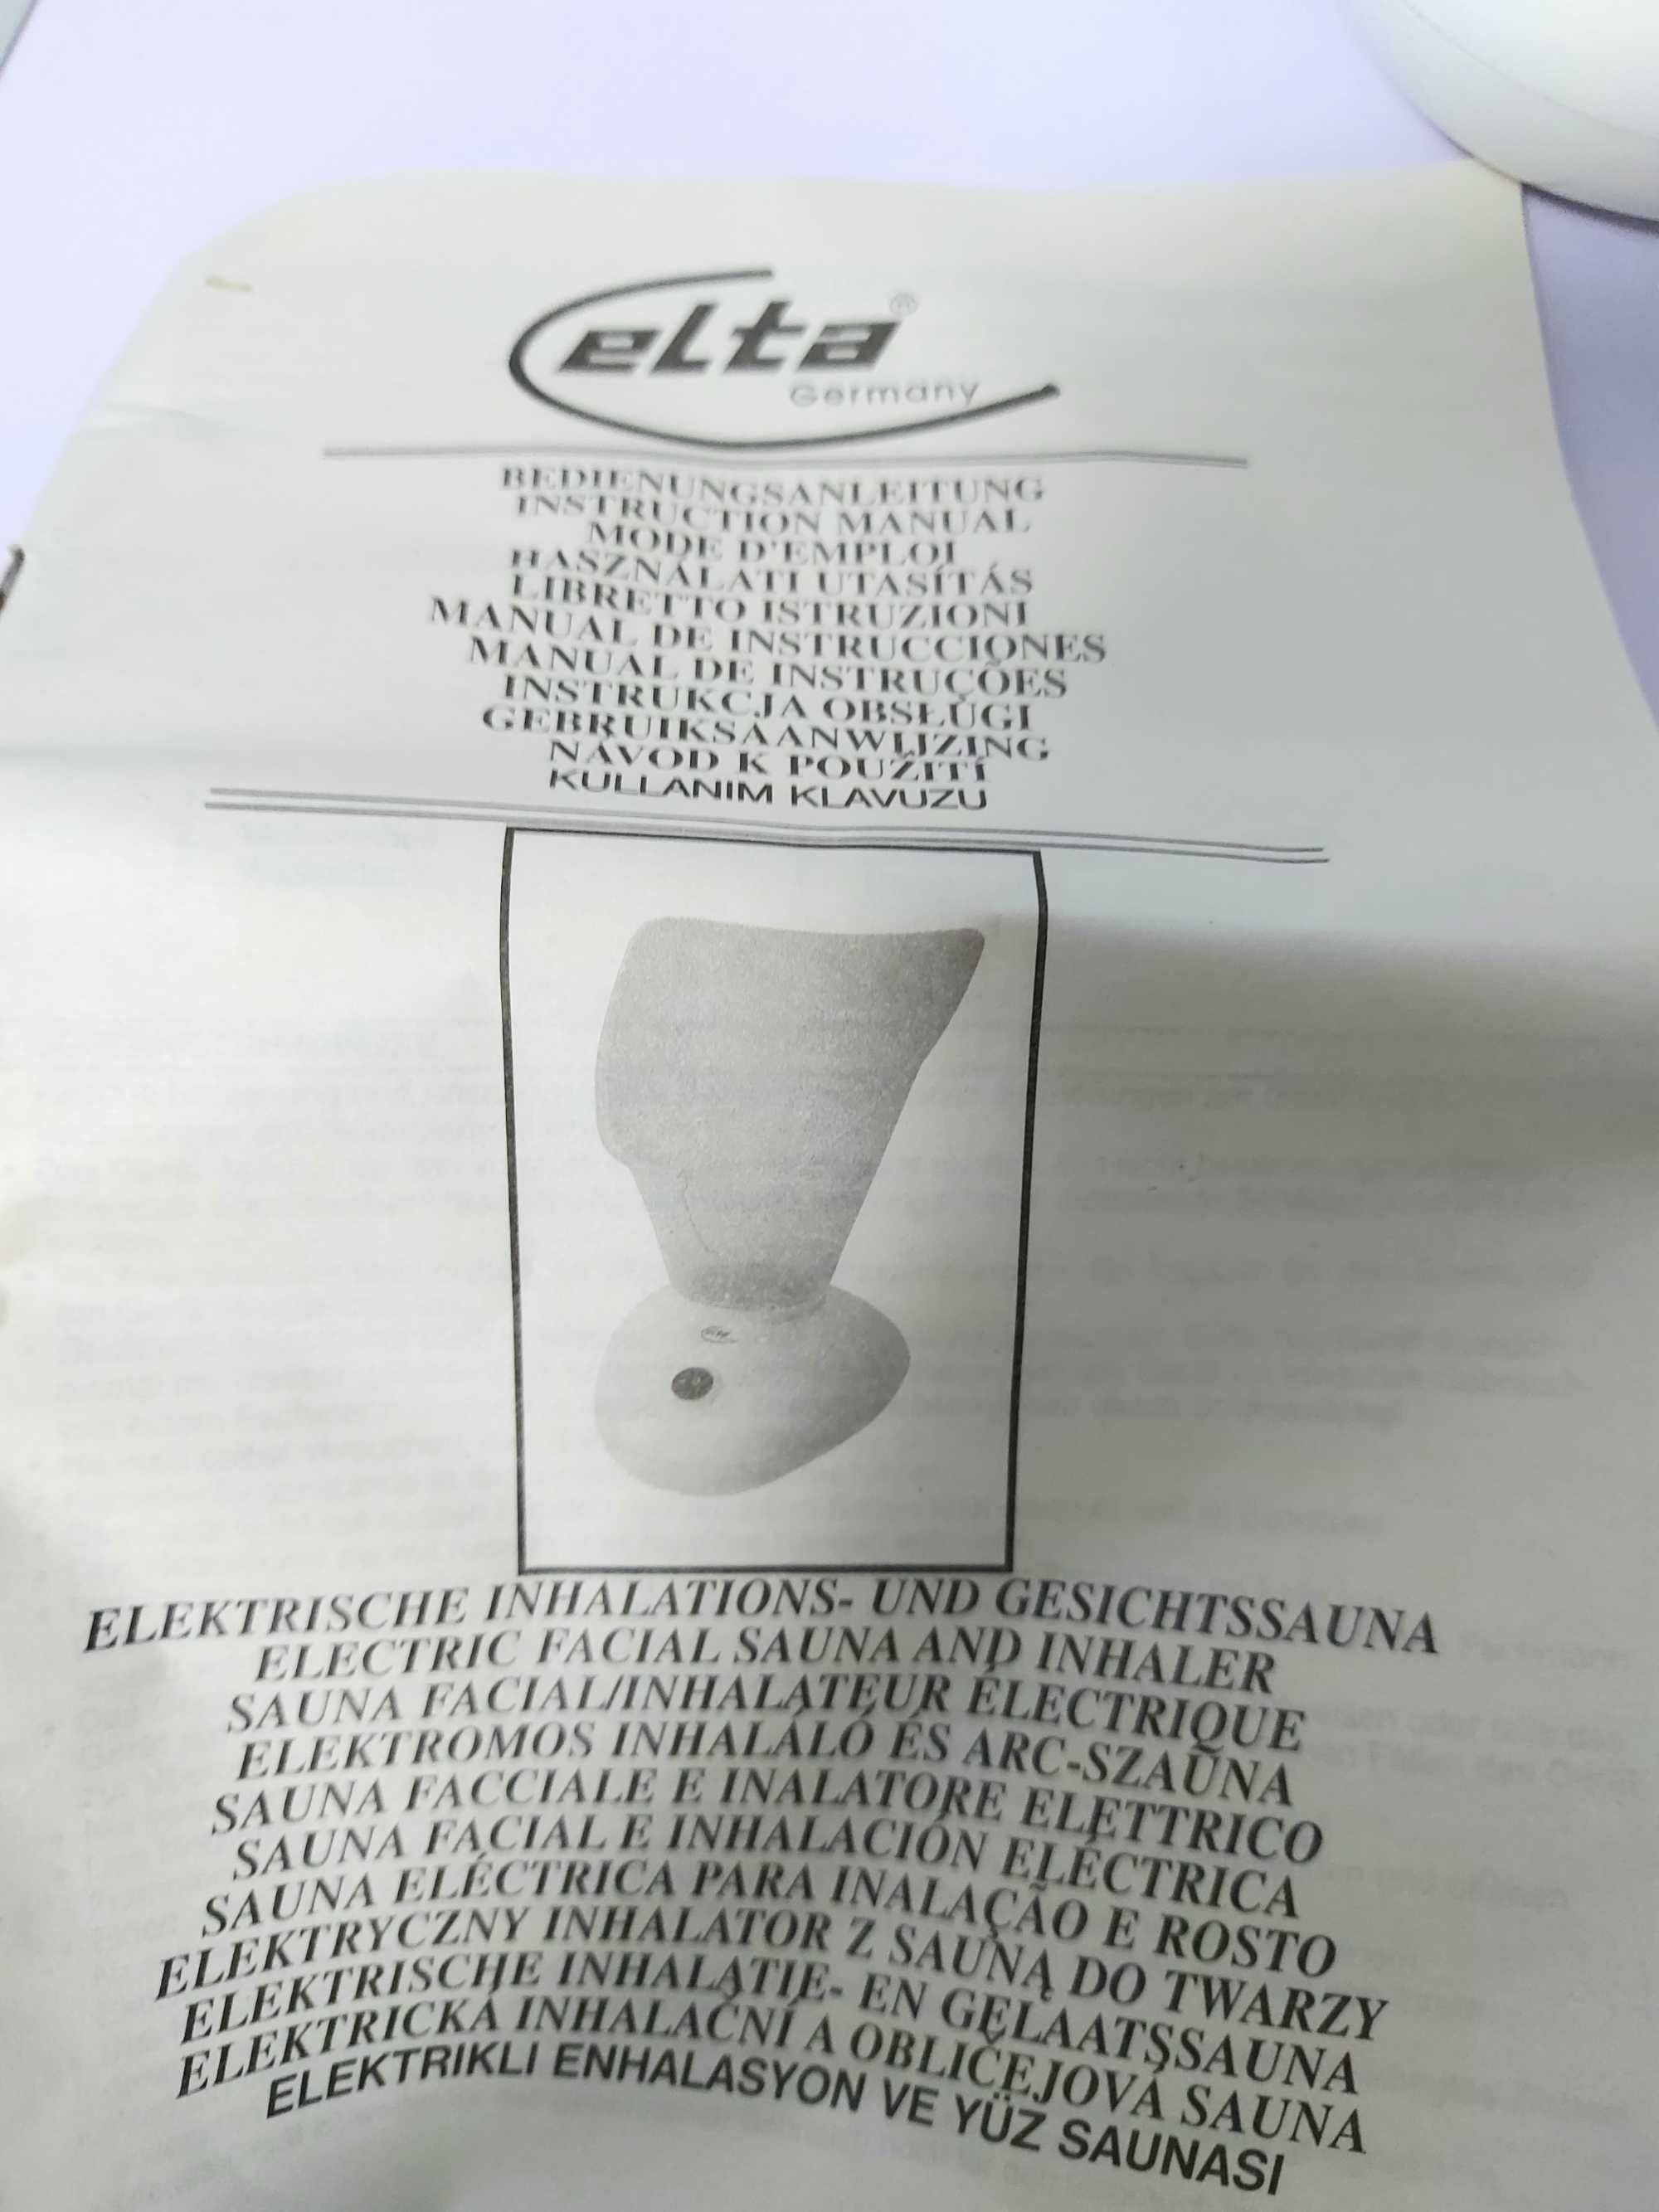 elta®
Germany
BEDIENUNGSANLEITUNG
INSTRUCTION MANUAL
MODE D'EMPLOI
HASZNÁLATI UTASÍTÁS
LIBRETTO ISTRUZIONI
MANUAL DE INSTRUCCIONES
MANUAL DE INSTRUÇÕES
INSTRUKCJA OBSŁUGI
GEBRUIKSAANWIJZING
NÁVOD K POUŽITÍ
KULLANIM KLAVUZU
ELEKTRISCHE INHALATIONS- UND GESICHTSSAUNA
ELECTRIC FACIAL SAUNA AND INHALER
SAUNA FACIAL/INHALATEUR ÉLECTRIQUE
ELEKTROMOS INHALÁLÓ ÉS ARC-SZAŪNA
SAUNA FACCIALE E INALATORE ELETTRICO
SAUNA FACIAL E INHALACIÓN ELÉCTRICA
SAUNA ELÉCTRICA PARA INALAÇÃO E ROSTO
ELEKTRYCZNY INHALATOR Z SAUNĄ DO TWARZY
ELEKTRISCHE INHALATIE- EN GELAATSSAUNA
ELEKTRICKÁ INHALAČNÍ A OBLIČEJOVÁ SAUNA
ELEKTRIKLI ENHALASYON VE YÜZ SAUNASI